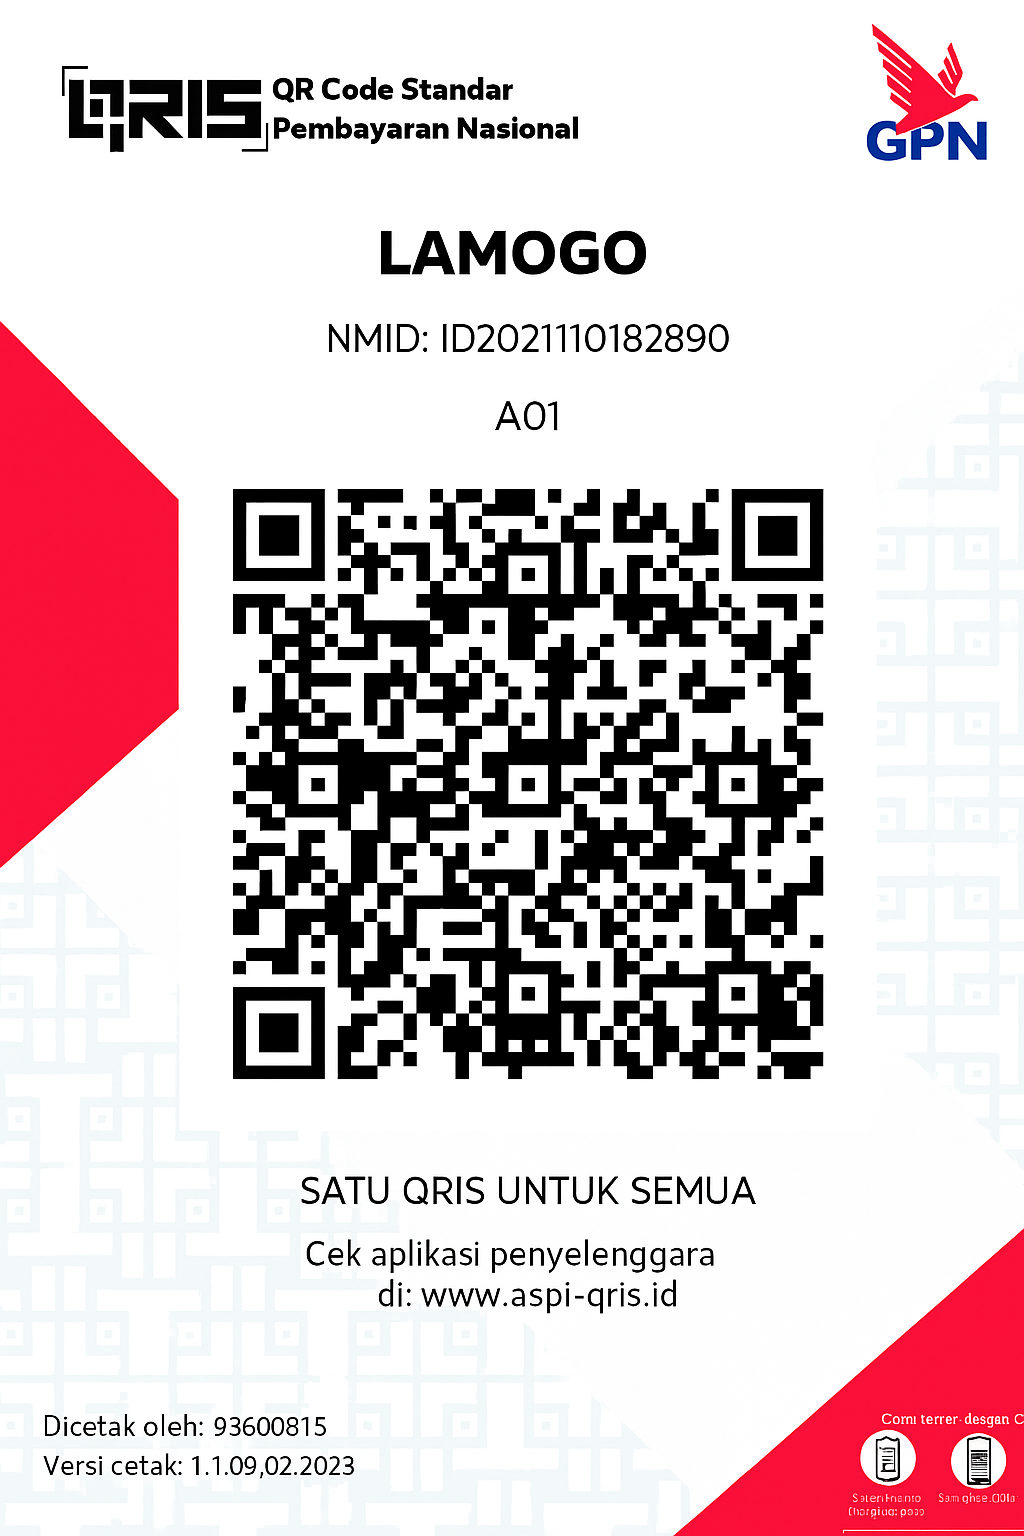 QRIS
QR Code Standar
Pembayaran Nasional
GPN
LAMOGO
NMID: ID2021110182890
A01
SATU QRIS UNTUK SEMUA
Cek aplikasi penyelenggara
di: www.aspi-qris.id
Dicetak oleh: 93600815
Versi cetak: 1.1.09,02.2023